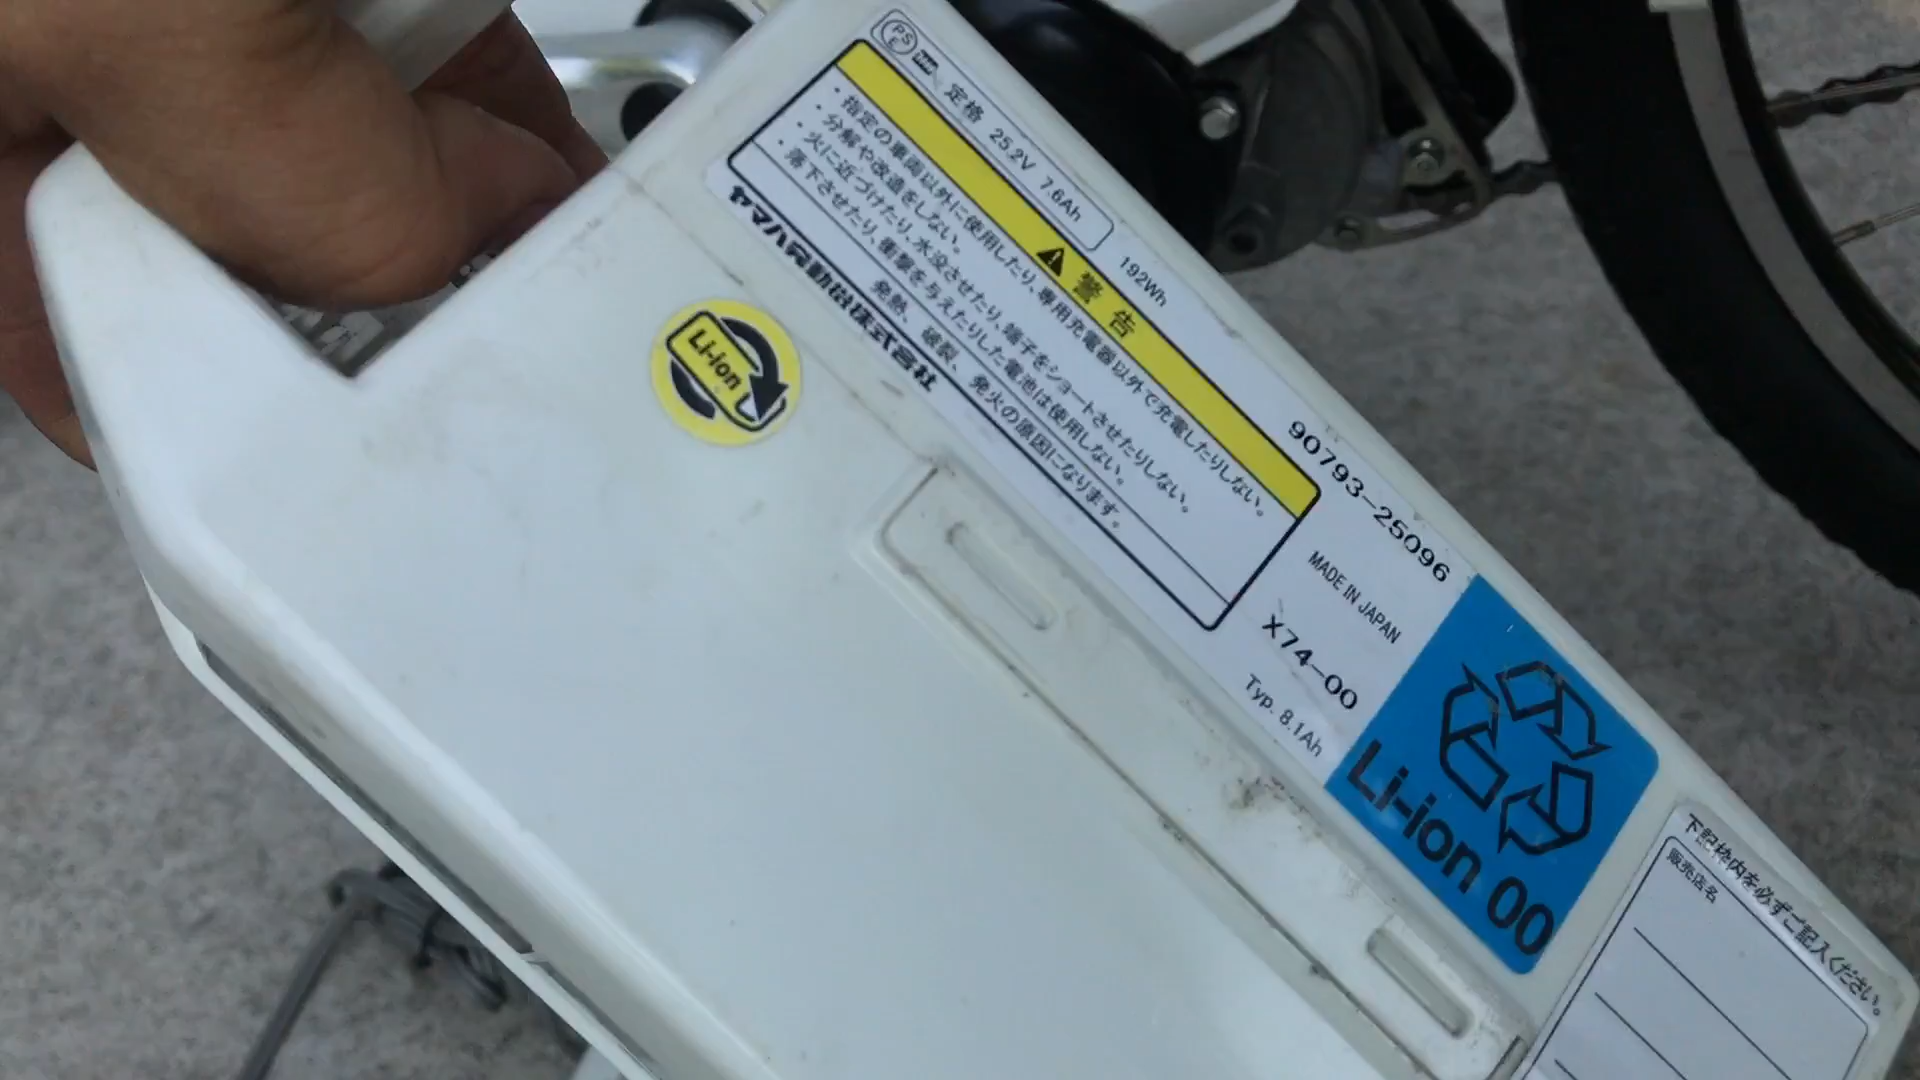 PS
E
定格 25.2V 7.6Ah
192Wh
警告
・指定の車両以外に使用したり、専用充電器以外で充電したりしない。
・分解や改造をしない。
・火に近づけたり、水没させたり、端子をショートさせたりしない。
・落下させたり、衝撃を与えたりした電池は使用しない。
発熱、破裂、発火の原因になります。
ヤマハ発動機株式会社
Li-ion
90793-25096
MADE IN JAPAN
X74-00
Typ. 8.1Ah
Li-ion 00
下記枠内を必ずご記入ください。
販売店名